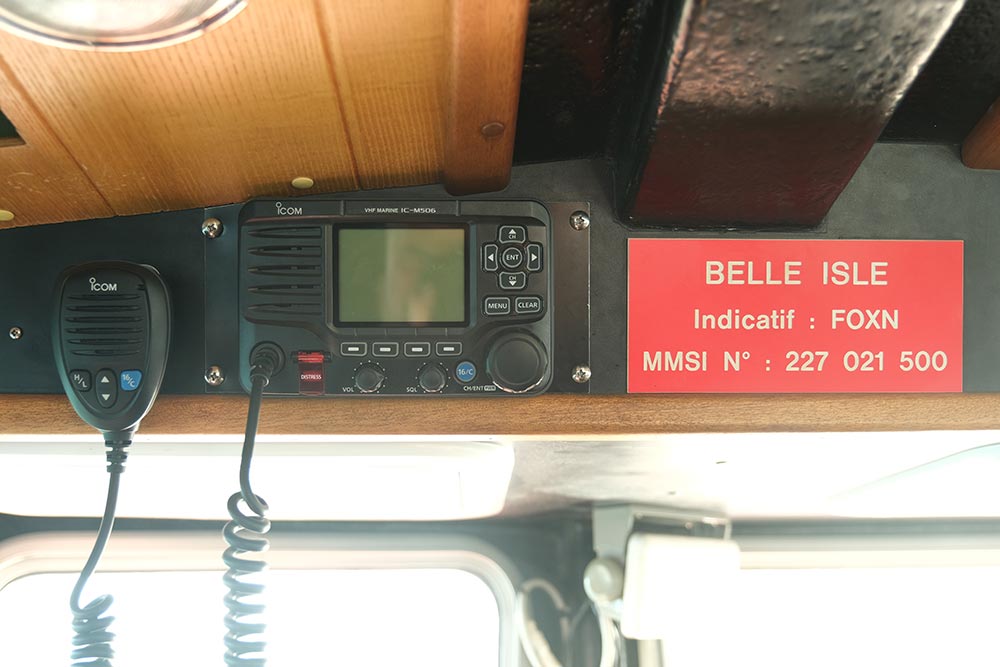 ICOM
VHF MARINE IC-M506
CH
ENT
CH
MENU CLEAR
ICOM
H/L
16/C
DISTRESS
VOL
SQL
16/C
CH/ENT PWR
BELLE ISLE
Indicatif : FOXN
MMSI N° : 227 021 500